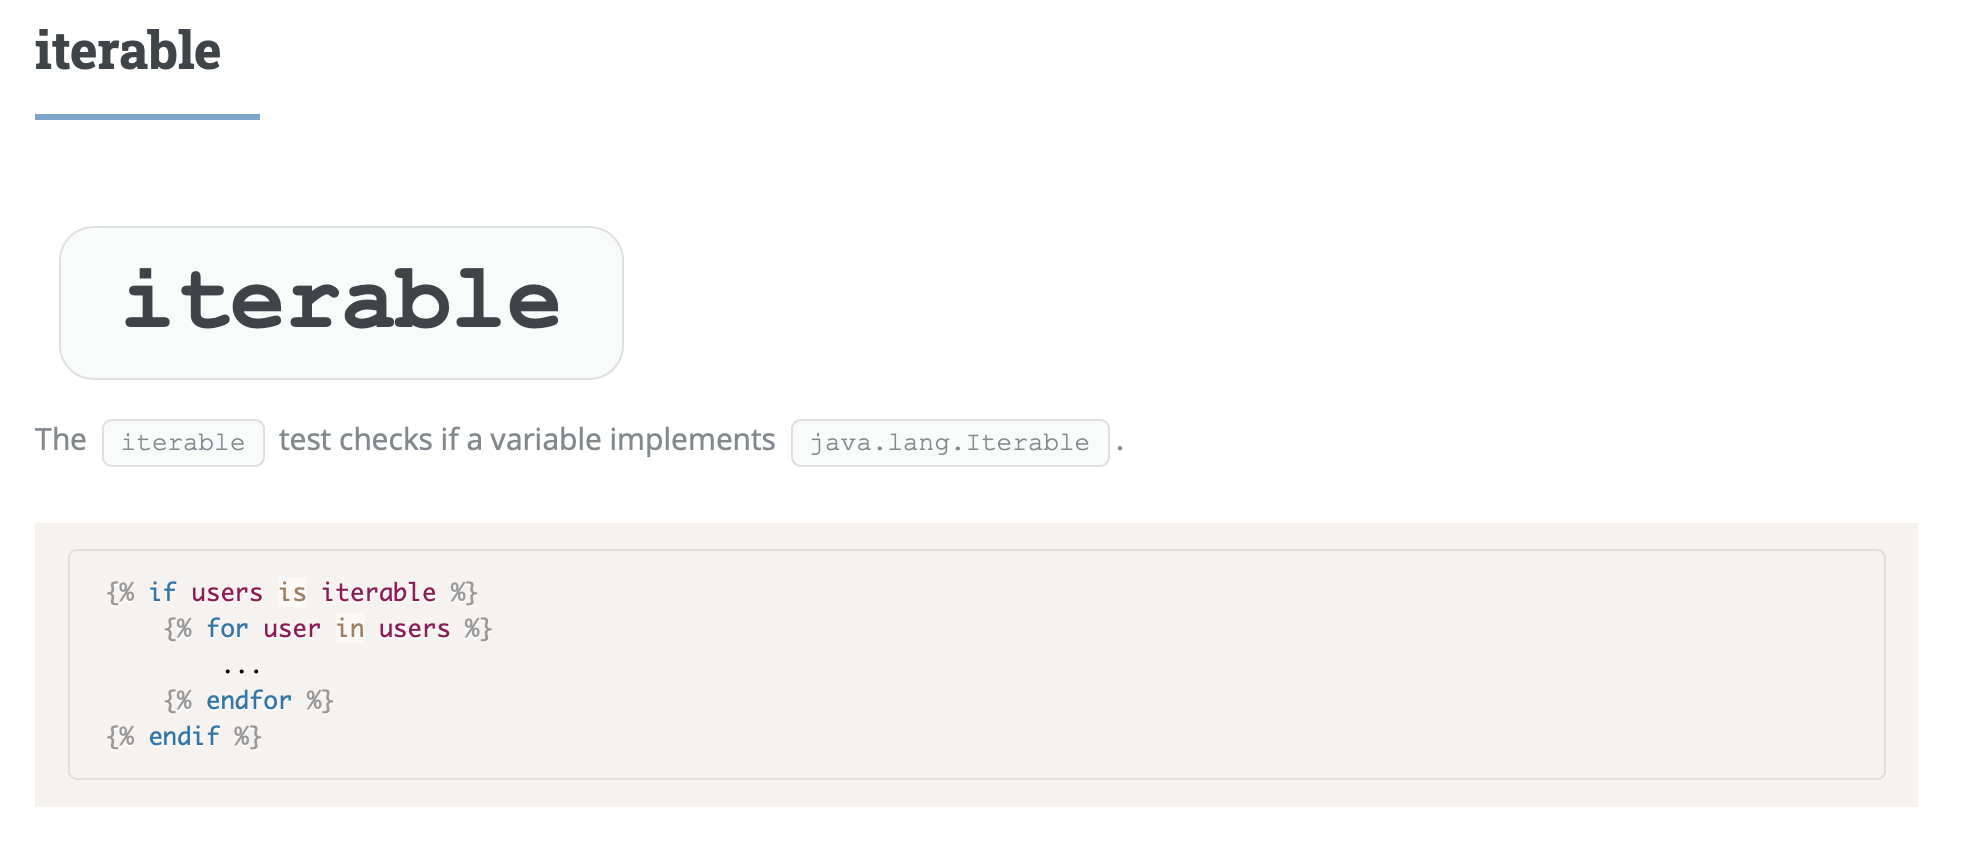 iterable
iterable
The iterable test checks if a variable implements java.lang.Iterable.
{% if users is iterable %}
    {% for user in users %}
        ...
    {% endfor %}
{% endif %}